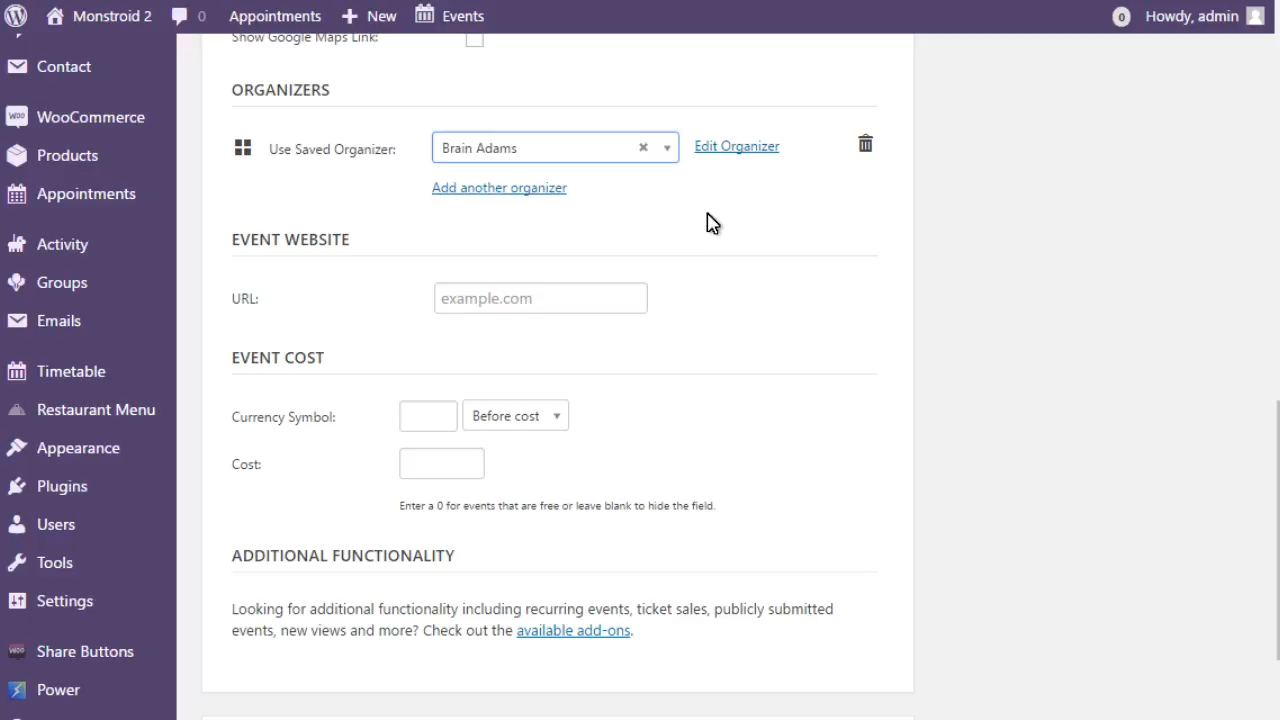 Monstroid 2 0 Appointments New Events 0 Howdy, admin
Show Google Maps Link:
Contact
ORGANIZERS
WooCommerce
Use Saved Organizer: Brain Adams Edit Organizer
Products
Add another organizer
Appointments
EVENT WEBSITE
Activity
Groups
URL: example.com
Emails
EVENT COST
Timetable
Restaurant Menu
Currency Symbol: Before cost
Appearance
Cost:
Plugins
Enter a 0 for events that are free or leave blank to hide the field.
Users
ADDITIONAL FUNCTIONALITY
Tools
Settings
Looking for additional functionality including recurring events, ticket sales, publicly submitted
events, new views and more? Check out the available add-ons.
Share Buttons
Power